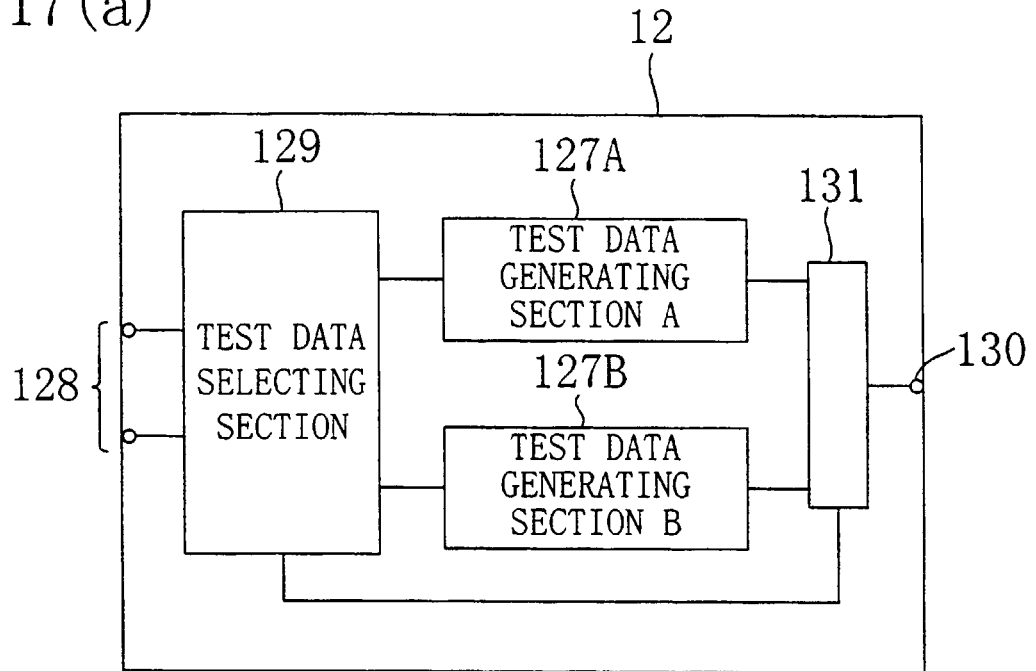 17(a)
12
129
127A
131
TEST DATA
GENERATING
SECTION A
TEST DATA
SELECTING
SECTION
128
130
127B
TEST DATA
GENERATING
SECTION B